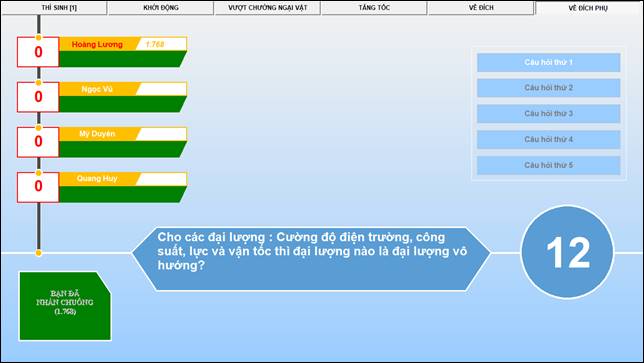 THÍ SINH [1]
KHỞI ĐỘNG
VƯỢT CHƯỚNG NGẠI VẬT
TĂNG TỐC
VỀ ĐÍCH
VỀ ĐÍCH PHỤ
0
Hoàng Lương
1.768
0
Ngọc Vũ
0
Mỹ Duyên
0
Quang Huy
Câu hỏi thứ 1
Câu hỏi thứ 2
Câu hỏi thứ 3
Câu hỏi thứ 4
Câu hỏi thứ 5
Cho các đại lượng : Cường độ điện trường, công
suất, lực và vận tốc thì đại lượng nào là đại lượng vô
hướng?
12
BẠN ĐÃ
NHẤN CHUÔNG
(1.768)